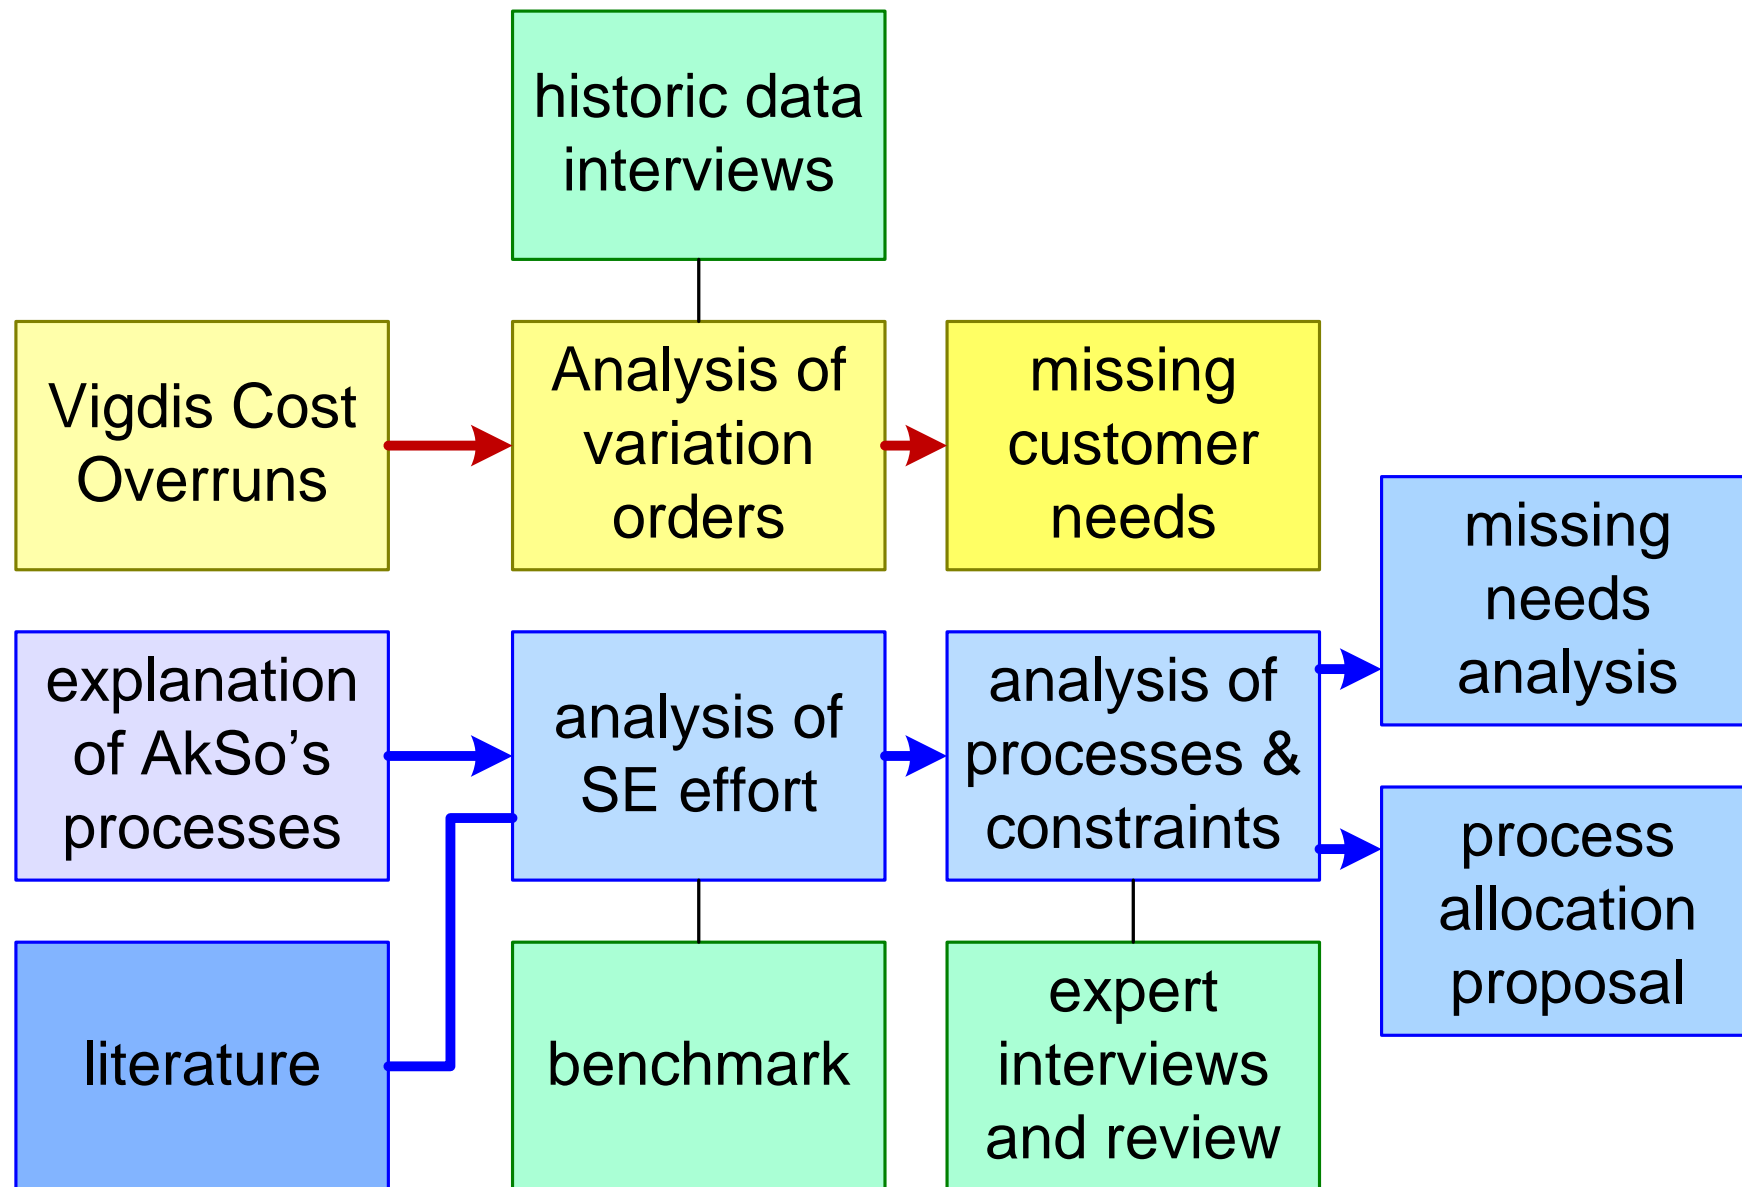 historic data
interviews
Vigdis Cost
Overruns
Analysis of
variation
orders
missing
customer
needs
missing
needs
analysis
explanation
of AkSo’s
processes
analysis of
SE effort
analysis of
processes &
constraints
process
allocation
proposal
literature
benchmark
expert
interviews
and review